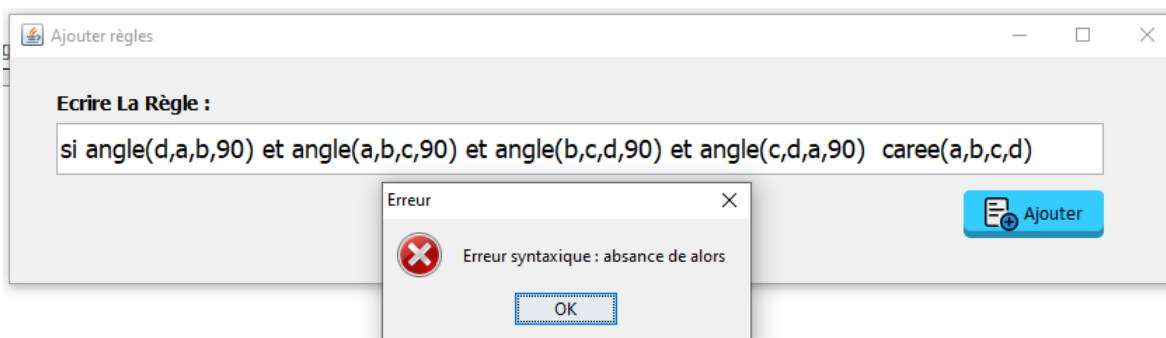 Ajouter règles
Ecrire La Règle :
si angle(d,a,b,90) et angle(a,b,c,90) et angle(b,c,d,90) et angle(c,d,a,90)  caree(a,b,c,d)
Erreur
Ajouter
Erreur syntaxique : absance de alors
OK